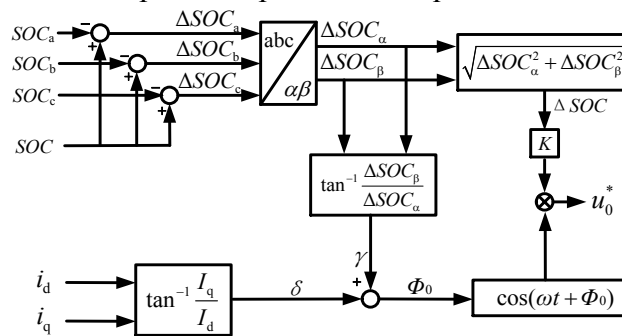 SOCa − ΔSOCa abc ΔSOCα
+
SOCb − ΔSOCb ΔSOCβ √ΔSOCα² + ΔSOCβ²
+
SOCc − ΔSOCc αβ
+ ΔSOC
SOC K
tan⁻¹ ΔSOCβ / ΔSOCα
u₀*
γ
id +
tan⁻¹ Iq / Id δ Φ₀ cos(ωt + Φ₀)
iq